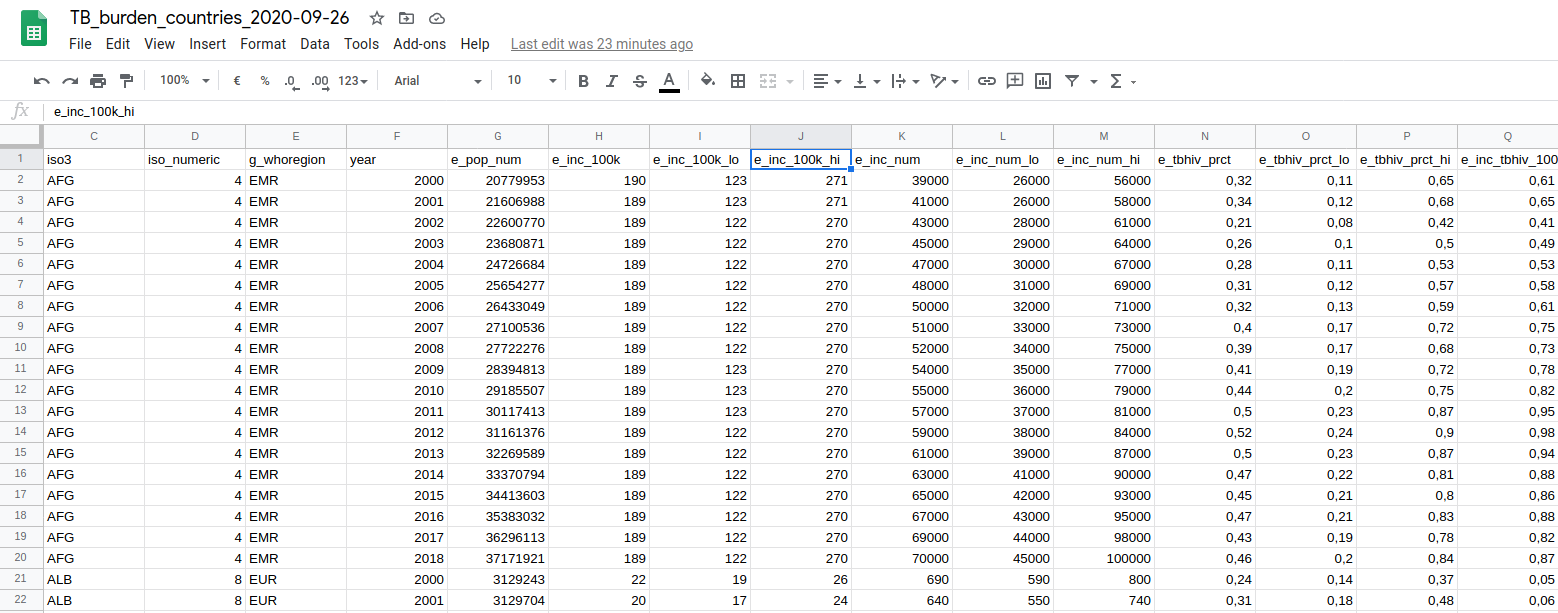 TB_burden_countries_2020-09-26
File Edit View Insert Format Data Tools Add-ons Help Last edit was 23 minutes ago
100% € % .0 .00 123 Arial 10 B I S A Σ
fx e_inc_100k_hi
C D E F G H I J K L M N O P Q
1 iso3 iso_numeric g_whoregion year e_pop_num e_inc_100k e_inc_100k_lo e_inc_100k_hi e_inc_num e_inc_num_lo e_inc_num_hi e_tbhiv_prct e_tbhiv_prct_lo e_tbhiv_prct_hi e_inc_tbhiv_100
2 AFG 4 EMR 2000 20779953 190 123 271 39000 26000 56000 0,32 0,11 0,65 0,61
3 AFG 4 EMR 2001 21606988 189 123 271 41000 26000 58000 0,34 0,12 0,68 0,65
4 AFG 4 EMR 2002 22600770 189 122 270 43000 28000 61000 0,21 0,08 0,42 0,41
5 AFG 4 EMR 2003 23680871 189 122 270 45000 29000 64000 0,26 0,1 0,5 0,49
6 AFG 4 EMR 2004 24726684 189 122 270 47000 30000 67000 0,28 0,11 0,53 0,53
7 AFG 4 EMR 2005 25654277 189 122 270 48000 31000 69000 0,31 0,12 0,57 0,58
8 AFG 4 EMR 2006 26433049 189 122 270 50000 32000 71000 0,32 0,13 0,59 0,61
9 AFG 4 EMR 2007 27100536 189 122 270 51000 33000 73000 0,4 0,17 0,72 0,75
10 AFG 4 EMR 2008 27722276 189 122 270 52000 34000 75000 0,39 0,17 0,68 0,73
11 AFG 4 EMR 2009 28394813 189 123 270 54000 35000 77000 0,41 0,19 0,72 0,78
12 AFG 4 EMR 2010 29185507 189 123 270 55000 36000 79000 0,44 0,2 0,75 0,82
13 AFG 4 EMR 2011 30117413 189 123 270 57000 37000 81000 0,5 0,23 0,87 0,95
14 AFG 4 EMR 2012 31161376 189 122 270 59000 38000 84000 0,52 0,24 0,9 0,98
15 AFG 4 EMR 2013 32269589 189 122 270 61000 39000 87000 0,5 0,23 0,87 0,94
16 AFG 4 EMR 2014 33370794 189 122 270 63000 41000 90000 0,47 0,22 0,81 0,88
17 AFG 4 EMR 2015 34413603 189 122 270 65000 42000 93000 0,45 0,21 0,8 0,86
18 AFG 4 EMR 2016 35383032 189 122 270 67000 43000 95000 0,47 0,21 0,83 0,88
19 AFG 4 EMR 2017 36296113 189 122 270 69000 44000 98000 0,43 0,19 0,78 0,82
20 AFG 4 EMR 2018 37171921 189 122 270 70000 45000 100000 0,46 0,2 0,84 0,87
21 ALB 8 EUR 2000 3129243 22 19 26 690 590 800 0,24 0,14 0,37 0,05
22 ALB 8 EUR 2001 3129704 20 17 24 640 550 740 0,31 0,18 0,48 0,06